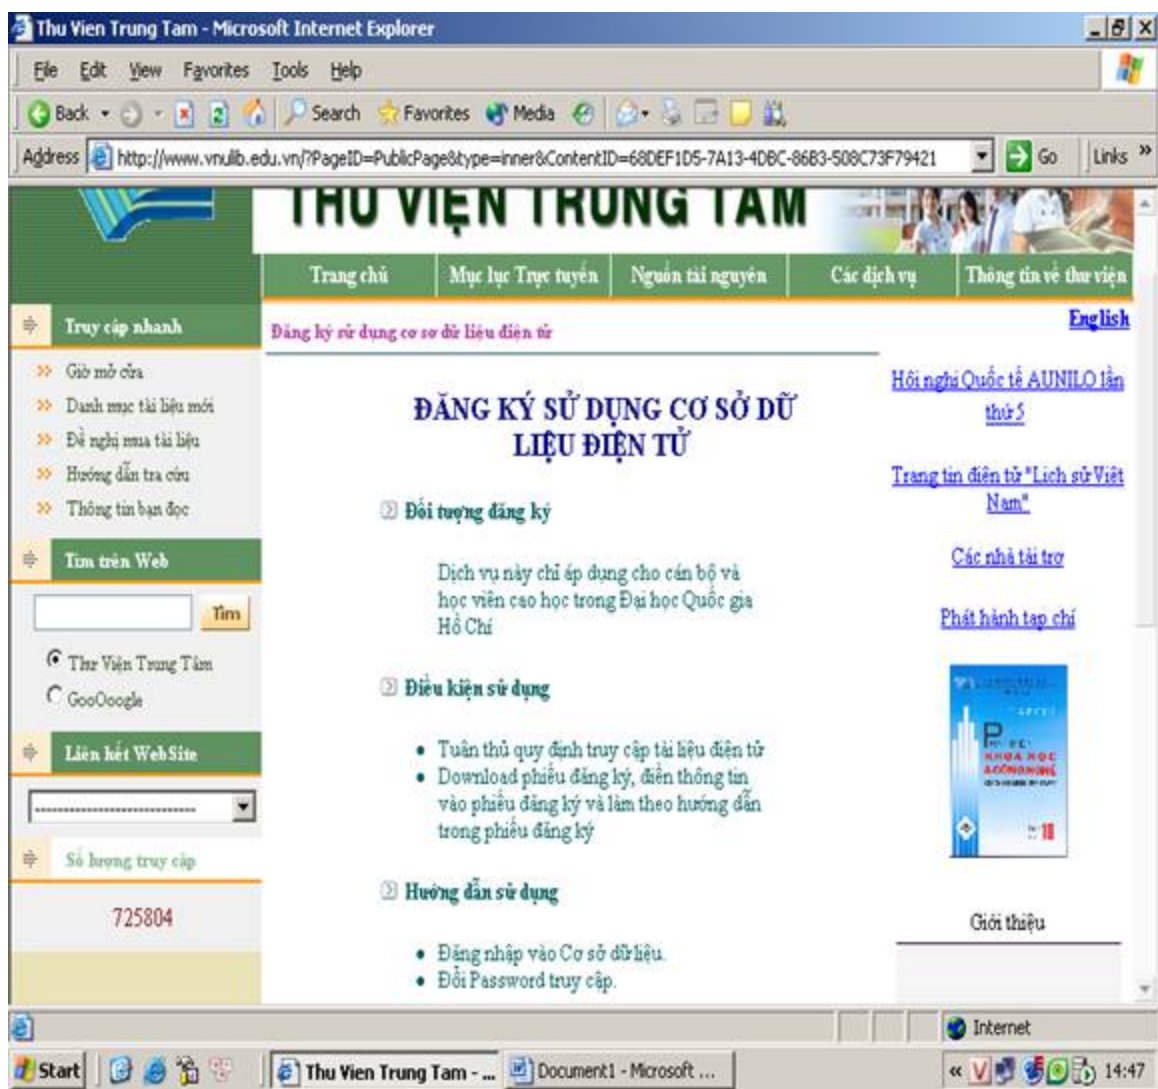 Thu Vien Trung Tam - Microsoft Internet Explorer
File Edit View Favorites Tools Help
Back Search Favorites Media
Address http://www.vnulib.edu.vn/?PageID=PublicPage&type=inner&ContentID=68DEF1D5-7A13-4DBC-86B3-508C73F79421 Go Links »
THƯ VIỆN TRUNG TÂM
Trang chủ Mục lục Trực tuyến Nguồn tài nguyên Các dịch vụ Thông tin về thư viện
Truy cập nhanh
Giờ mở cửa
Danh mục tài liệu mới
Đề nghị mua tài liệu
Hướng dẫn tra cứu
Thông tin bạn đọc
Tìm trên Web
Tìm
Thư Viện Trung Tâm
GooOoogle
Liên kết WebSite
----------------------------
Số lượng truy cập
725804
Đăng ký sử dụng cơ sơ dữ liệu điện tử
ĐĂNG KÝ SỬ DỤNG CƠ SỞ DỮ
LIỆU ĐIỆN TỬ
Đối tượng đăng ký
Dịch vụ này chỉ áp dụng cho cán bộ và
học viên cao học trong Đại học Quốc gia
Hồ Chí
Điều kiện sử dụng
• Tuân thủ quy định truy cập tài liệu điện tử
• Download phiếu đăng ký, điền thông tin
vào phiếu đăng ký và làm theo hướng dẫn
trong phiếu đăng ký
Hướng dẫn sử dụng
• Đăng nhập vào Cơ sở dữ liệu.
• Đổi Password truy cập.
English
Hội nghị Quốc tế AUNILO lần
thứ 5
Trang tin điện tử "Lịch sử Việt
Nam"
Các nhà tài trợ
Phát hành tạp chí
KHOA HỌC
&CÔNG NGHỆ
10
Giới thiệu
Internet
Start Thu Vien Trung Tam - ... Document1 - Microsoft ... « 14:47